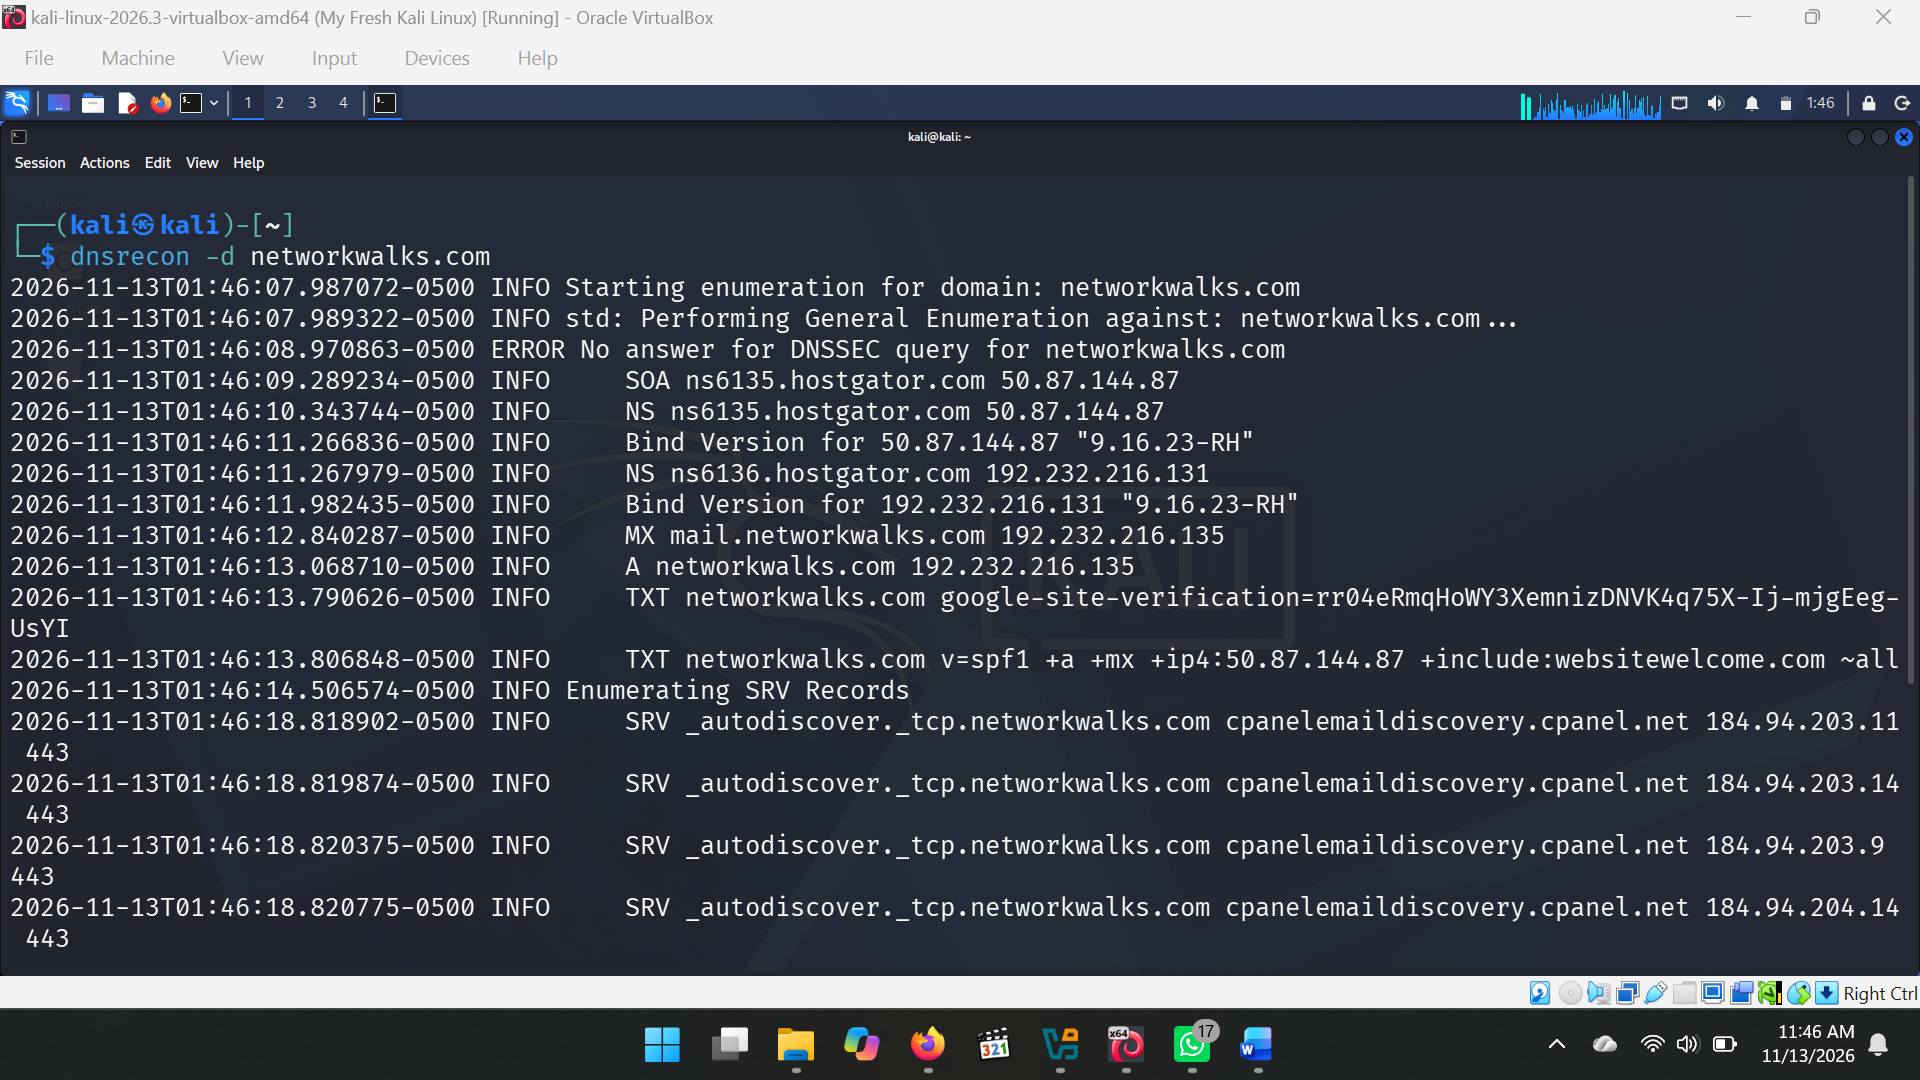 kali-linux-2026.3-virtualbox-amd64 (My Fresh Kali Linux) [Running] - Oracle VirtualBox
File Machine View Input Devices Help
1 2 3 4 1:46
kali@kali: ~
Session Actions Edit View Help
Home
┌──(kali㉿kali)-[~]
└─$ dnsrecon -d networkwalks.com
2026-11-13T01:46:07.987072-0500 INFO Starting enumeration for domain: networkwalks.com
2026-11-13T01:46:07.989322-0500 INFO std: Performing General Enumeration against: networkwalks.com...
2026-11-13T01:46:08.970863-0500 ERROR No answer for DNSSEC query for networkwalks.com
2026-11-13T01:46:09.289234-0500 INFO     SOA ns6135.hostgator.com 50.87.144.87
2026-11-13T01:46:10.343744-0500 INFO     NS ns6135.hostgator.com 50.87.144.87
2026-11-13T01:46:11.266836-0500 INFO     Bind Version for 50.87.144.87 "9.16.23-RH"
2026-11-13T01:46:11.267979-0500 INFO     NS ns6136.hostgator.com 192.232.216.131
2026-11-13T01:46:11.982435-0500 INFO     Bind Version for 192.232.216.131 "9.16.23-RH"
2026-11-13T01:46:12.840287-0500 INFO     MX mail.networkwalks.com 192.232.216.135
2026-11-13T01:46:13.068710-0500 INFO     A networkwalks.com 192.232.216.135
2026-11-13T01:46:13.790626-0500 INFO     TXT networkwalks.com google-site-verification=rr04eRmqHoWY3XemnizDNVK4q75X-Ij-mjgEeg-
UsYI
2026-11-13T01:46:13.806848-0500 INFO     TXT networkwalks.com v=spf1 +a +mx +ip4:50.87.144.87 +include:websitewelcome.com ~all
2026-11-13T01:46:14.506574-0500 INFO Enumerating SRV Records
2026-11-13T01:46:18.818902-0500 INFO     SRV _autodiscover._tcp.networkwalks.com cpanelemaildiscovery.cpanel.net 184.94.203.11
443
2026-11-13T01:46:18.819874-0500 INFO     SRV _autodiscover._tcp.networkwalks.com cpanelemaildiscovery.cpanel.net 184.94.203.14
443
2026-11-13T01:46:18.820375-0500 INFO     SRV _autodiscover._tcp.networkwalks.com cpanelemaildiscovery.cpanel.net 184.94.203.9
443
2026-11-13T01:46:18.820775-0500 INFO     SRV _autodiscover._tcp.networkwalks.com cpanelemaildiscovery.cpanel.net 184.94.204.14
443
KALI
Right Ctrl
321
x64
17
W
11:46 AM
11/13/2026